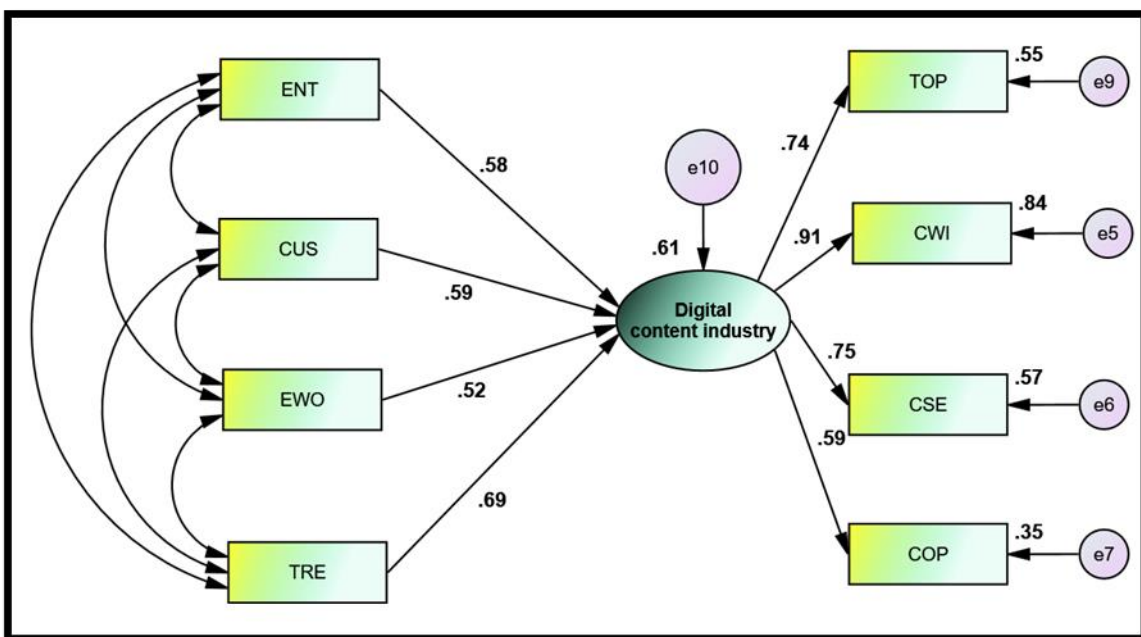 ENT
CUS
EWO
TRE
.58
.59
.52
.69
e10
.61
Digital
content industry
.74
.91
.75
.59
TOP
.55
e9
CWI
.84
e5
CSE
.57
e6
COP
.35
e7